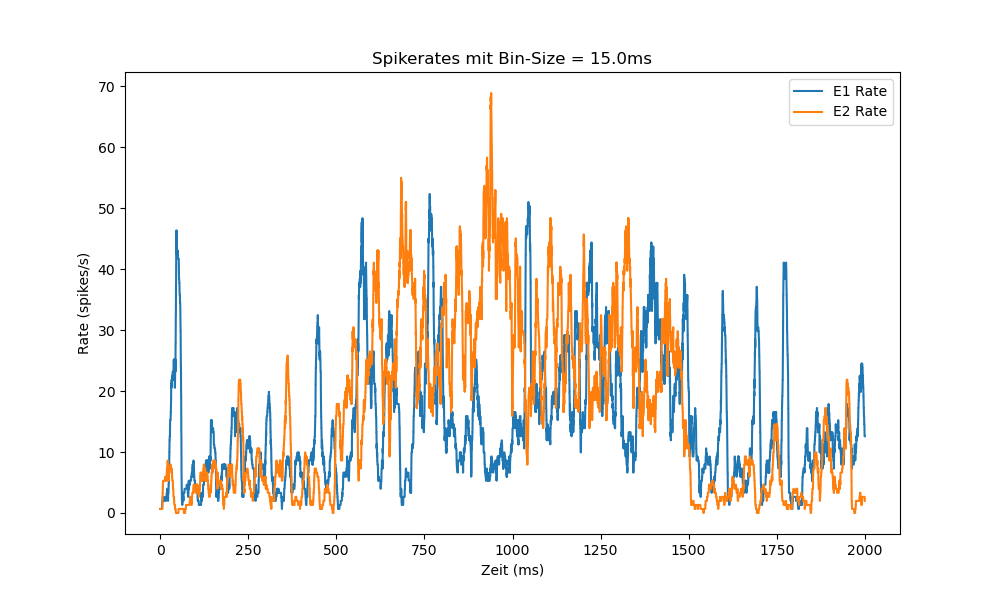 Spikerates mit Bin-Size = 15.0ms
E1 Rate
E2 Rate
70
60
50
40
30
20
10
0
Rate (spikes/s)
0 250 500 750 1000 1250 1500 1750 2000
Zeit (ms)